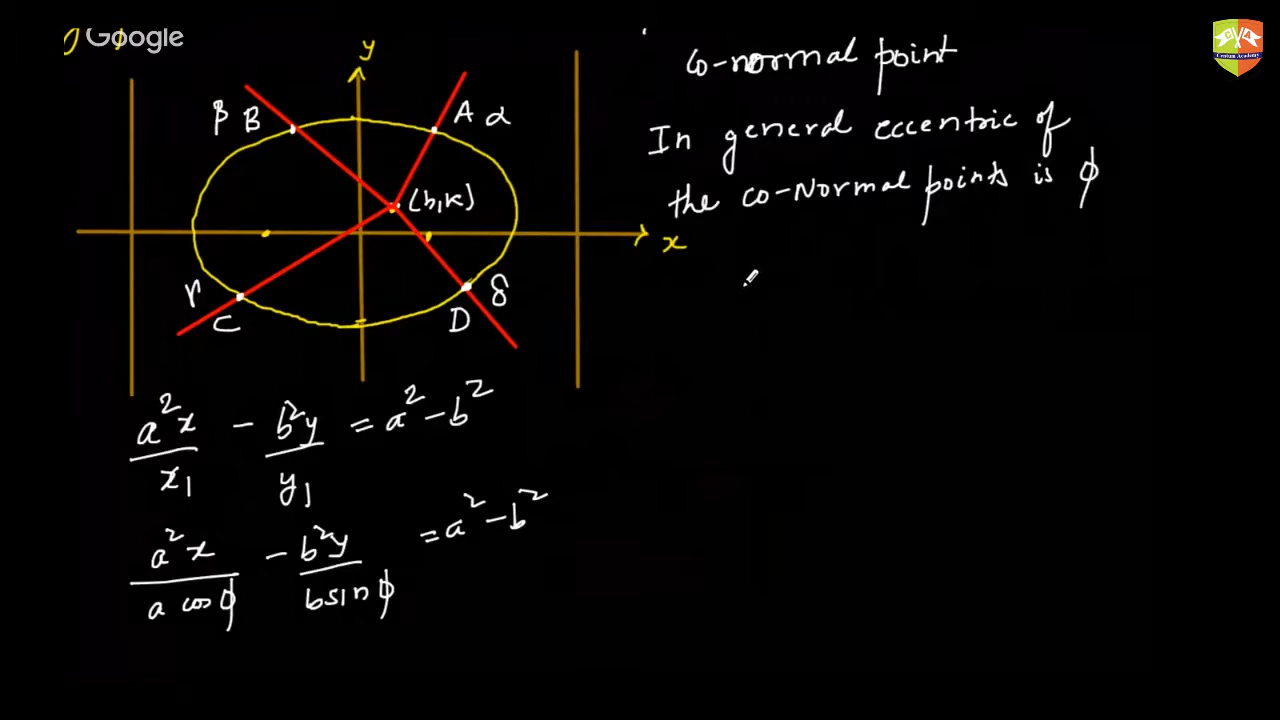 Google
Co-normal point
In general eccentric of
the co-Normal points is ϕ
y
β B
A α
(h,k)
x
γ
C
δ
D
a²x/x₁ - b²y/y₁ = a² - b²
a²x/(a cos ϕ) - b²y/(b sin ϕ) = a² - b²